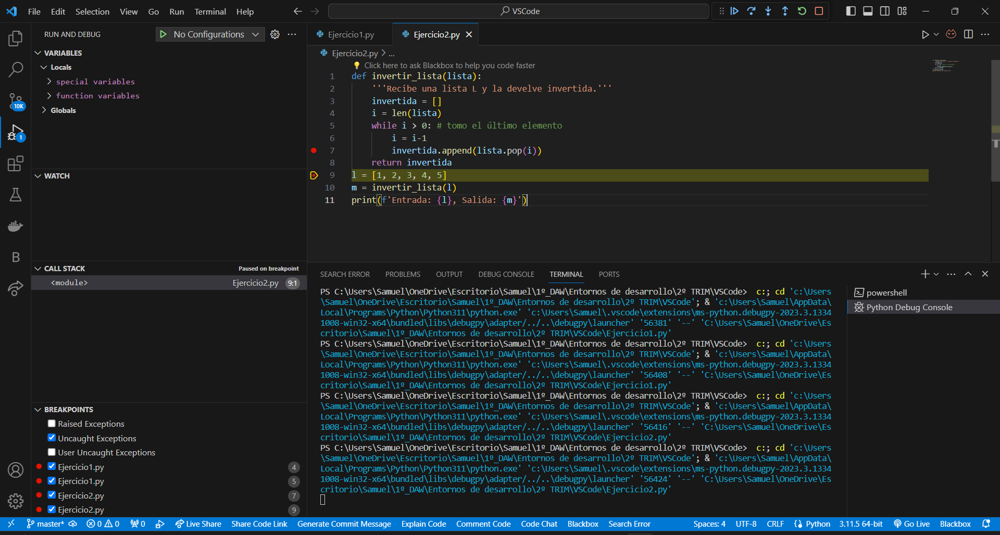 File Edit Selection View Go Run Terminal Help
VSCode
RUN AND DEBUG
No Configurations
VARIABLES
Locals
special variables
function variables
Globals
WATCH
CALL STACK
Paused on breakpoint
<module>
Ejercicio2.py 9:1
BREAKPOINTS
Raised Exceptions
Uncaught Exceptions
User Uncaught Exceptions
Ejercicio1.py 4
Ejercicio1.py 5
Ejercicio2.py 7
Ejercicio2.py 9
10K
1
B
Ejercicio1.py
Ejercicio2.py
Ejercicio2.py > ...
Click here to ask Blackbox to help you code faster
1 def invertir_lista(lista):
2 '''Recibe una lista L y la develve invertida.'''
3 invertida = []
4 i = len(lista)
5 while i > 0: # tomo el último elemento
6 i = i-1
7 invertida.append(lista.pop(i))
8 return invertida
9 l = [1, 2, 3, 4, 5]
10 m = invertir_lista(l)
11 print(f'Entrada: {l}, Salida: {m}')
SEARCH ERROR PROBLEMS OUTPUT DEBUG CONSOLE TERMINAL PORTS
PS C:\Users\Samuel\OneDrive\Escritorio\Samuel\1º_DAW\Entornos de desarrollo\2º TRIM\VSCode> c:; cd 'c:\Users
\Samuel\OneDrive\Escritorio\Samuel\1º_DAW\Entornos de desarrollo\2º TRIM\VSCode'; & 'c:\Users\Samuel\AppData\
Local\Programs\Python\Python311\python.exe' 'c:\Users\Samuel\.vscode\extensions\ms-python.debugpy-2023.3.1334
1008-win32-x64\bundled\libs\debugpy\adapter/../..\debugpy\launcher' '56381' '--' 'C:\Users\Samuel\OneDrive\Es
critorio\Samuel\1º_DAW\Entornos de desarrollo\2º TRIM\VSCode\Ejercicio1.py'
PS C:\Users\Samuel\OneDrive\Escritorio\Samuel\1º_DAW\Entornos de desarrollo\2º TRIM\VSCode> c:; cd 'c:\Users
\Samuel\OneDrive\Escritorio\Samuel\1º_DAW\Entornos de desarrollo\2º TRIM\VSCode'; & 'c:\Users\Samuel\AppData\
Local\Programs\Python\Python311\python.exe' 'c:\Users\Samuel\.vscode\extensions\ms-python.debugpy-2023.3.1334
1008-win32-x64\bundled\libs\debugpy\adapter/../..\debugpy\launcher' '56408' '--' 'C:\Users\Samuel\OneDrive\Es
critorio\Samuel\1º_DAW\Entornos de desarrollo\2º TRIM\VSCode\Ejercicio1.py'
PS C:\Users\Samuel\OneDrive\Escritorio\Samuel\1º_DAW\Entornos de desarrollo\2º TRIM\VSCode> c:; cd 'c:\Users
\Samuel\OneDrive\Escritorio\Samuel\1º_DAW\Entornos de desarrollo\2º TRIM\VSCode'; & 'c:\Users\Samuel\AppData\
Local\Programs\Python\Python311\python.exe' 'c:\Users\Samuel\.vscode\extensions\ms-python.debugpy-2023.3.1334
1008-win32-x64\bundled\libs\debugpy\adapter/../..\debugpy\launcher' '56416' '--' 'C:\Users\Samuel\OneDrive\Es
critorio\Samuel\1º_DAW\Entornos de desarrollo\2º TRIM\VSCode\Ejercicio2.py'
PS C:\Users\Samuel\OneDrive\Escritorio\Samuel\1º_DAW\Entornos de desarrollo\2º TRIM\VSCode> c:; cd 'c:\Users
\Samuel\OneDrive\Escritorio\Samuel\1º_DAW\Entornos de desarrollo\2º TRIM\VSCode'; & 'c:\Users\Samuel\AppData\
Local\Programs\Python\Python311\python.exe' 'c:\Users\Samuel\.vscode\extensions\ms-python.debugpy-2023.3.1334
1008-win32-x64\bundled\libs\debugpy\adapter/../..\debugpy\launcher' '56424' '--' 'C:\Users\Samuel\OneDrive\Es
critorio\Samuel\1º_DAW\Entornos de desarrollo\2º TRIM\VSCode\Ejercicio2.py'
powershell
Python Debug Console
master* 0 0 0 Live Share Share Code Link Generate Commit Message Explain Code Comment Code Code Chat Blackbox Search Error Spaces: 4 UTF-8 CRLF Python 3.11.5 64-bit Go Live Blackbox